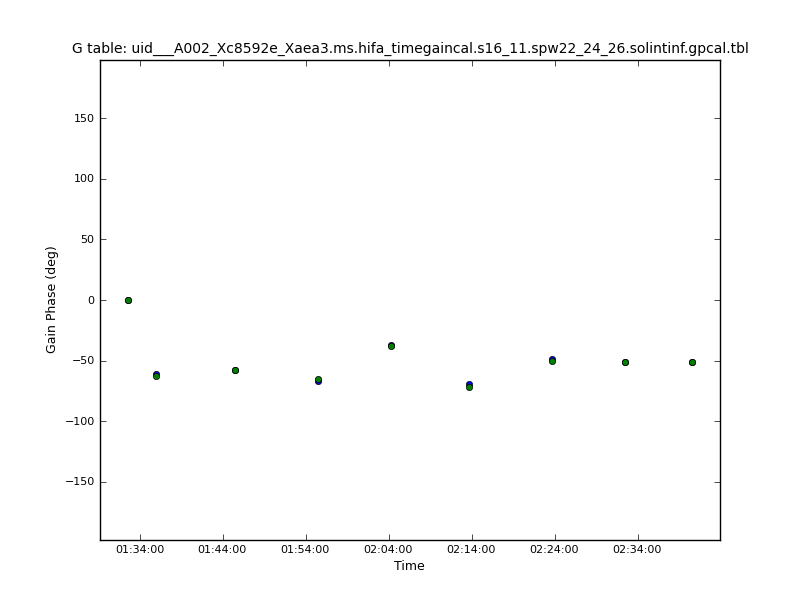 G table: uid___A002_Xc8592e_Xaea3.ms.hifa_timegaincal.s16_11.spw22_24_26.solintinf.gpcal.tbl
150
100
50
0
−50
−100
−150
Gain Phase (deg)
01:34:00 01:44:00 01:54:00 02:04:00 02:14:00 02:24:00 02:34:00
Time